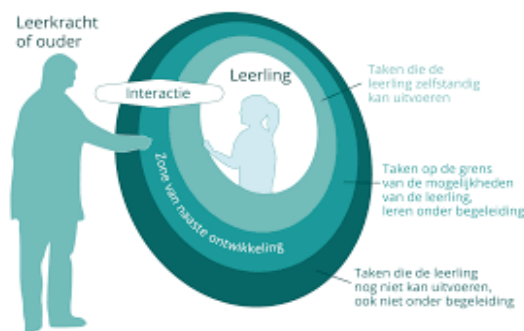 Leerkracht
of ouder
Interactie
Leerling
Zone van naaste ontwikkeling
Taken die de
leerling zelfstandig
kan uitvoeren
Taken op de grens
van de mogelijkheden
van de leerling,
leren onder begeleiding
Taken die de leerling
nog niet kan uitvoeren,
ook niet onder begeleiding